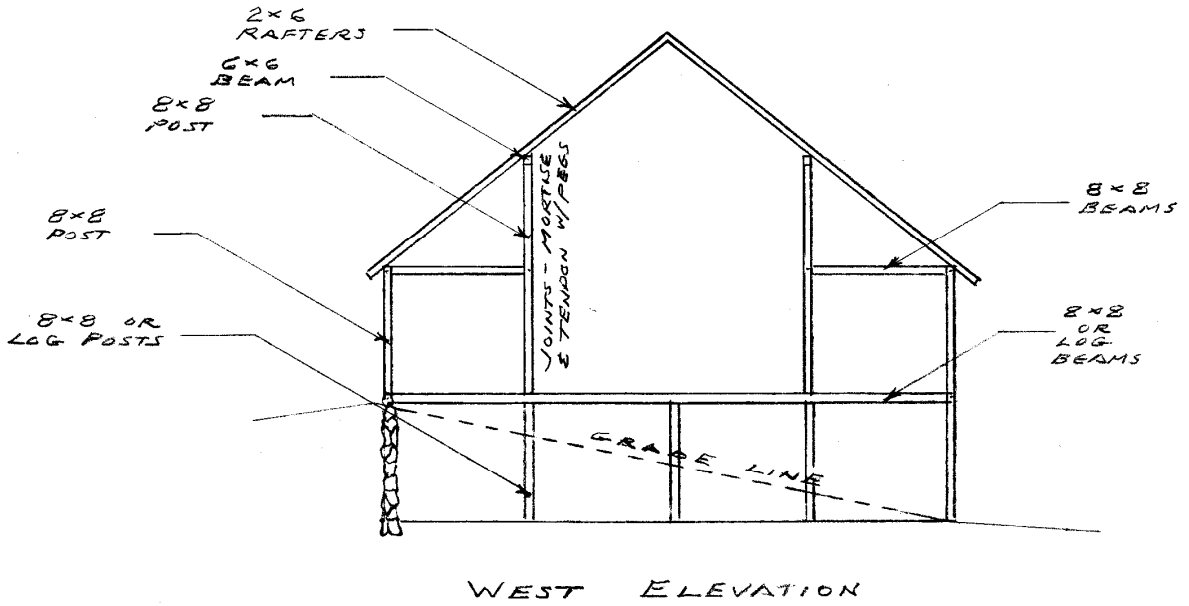 2×6
RAFTERS
6×6
BEAM
8×8
POST
8×8
POST
8×8 OR
LOG POSTS
JOINTS - MORTISE
& TENDON W/PEGS
8×8
BEAMS
8×8
OR
LOG
BEAMS
GRADE LINE
WEST ELEVATION